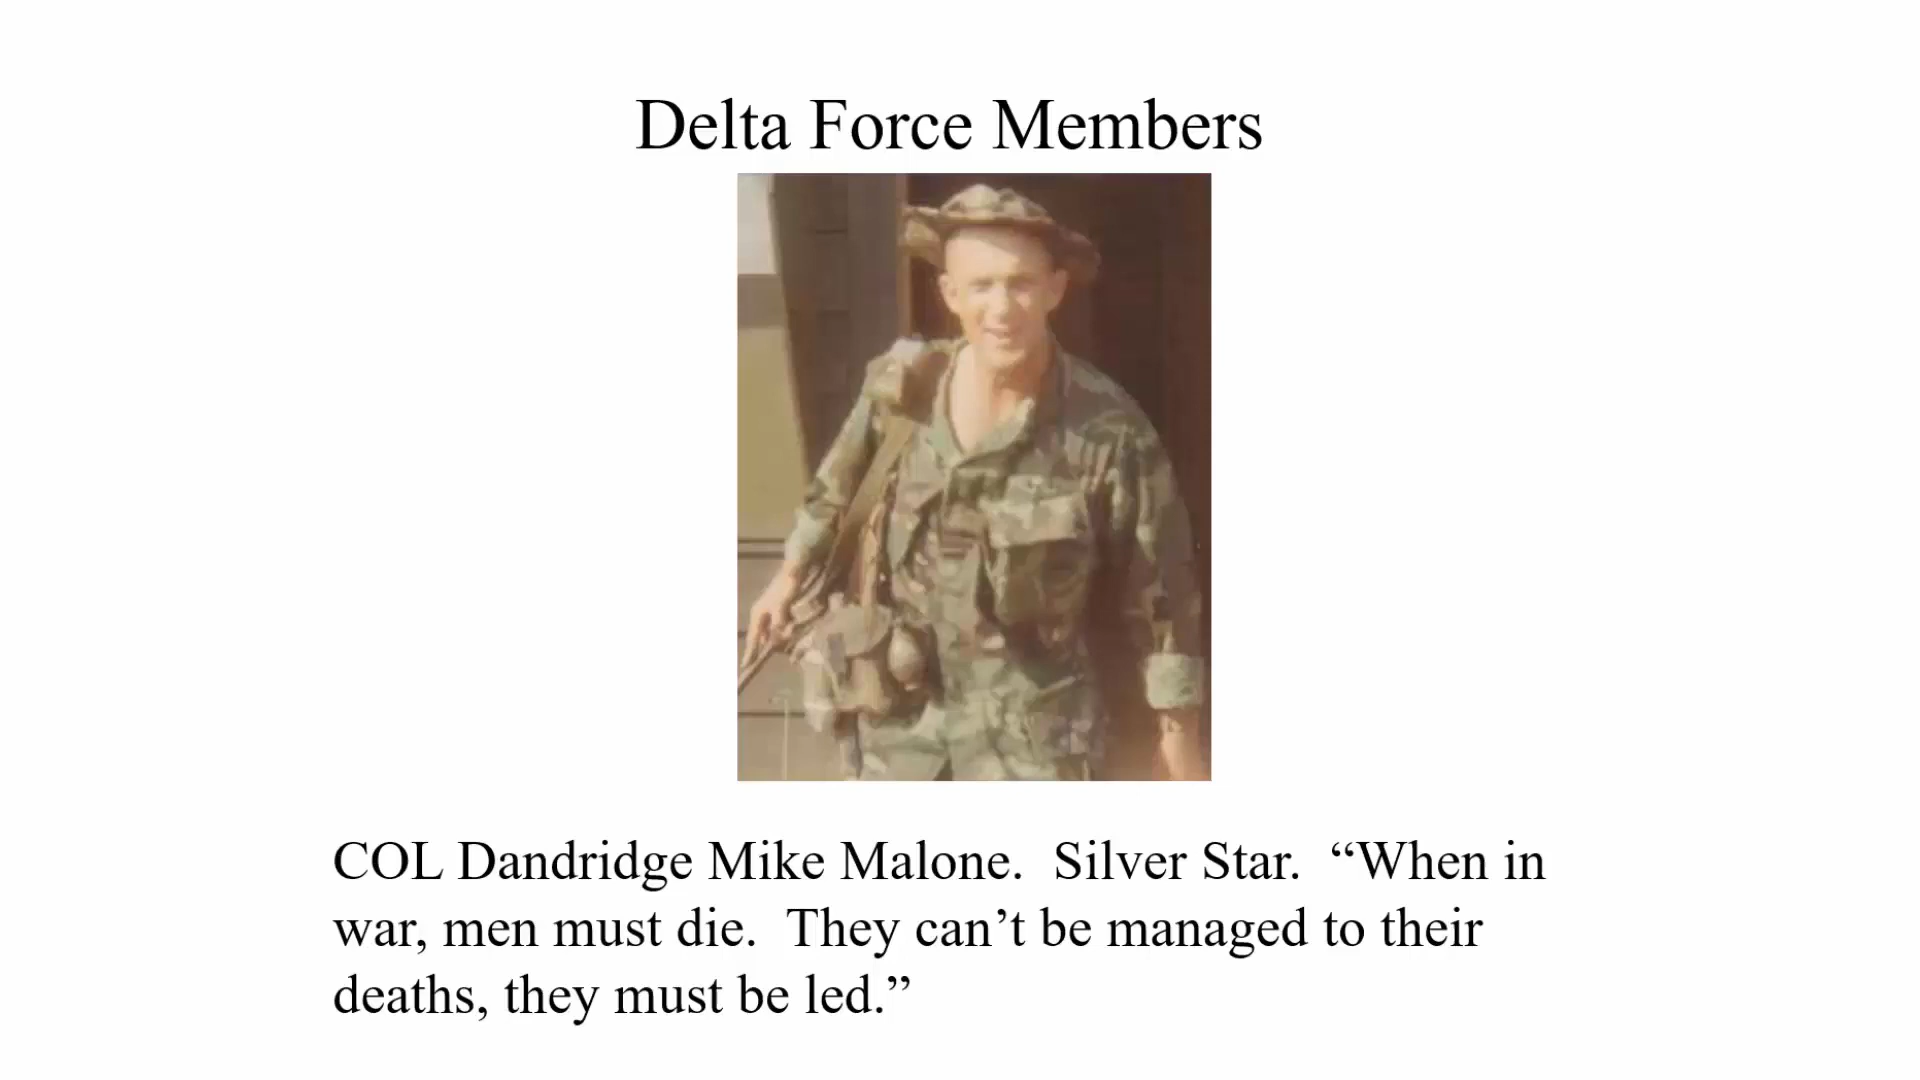 Delta Force Members
COL Dandridge Mike Malone.  Silver Star.  “When in
war, men must die.  They can’t be managed to their
deaths, they must be led.”